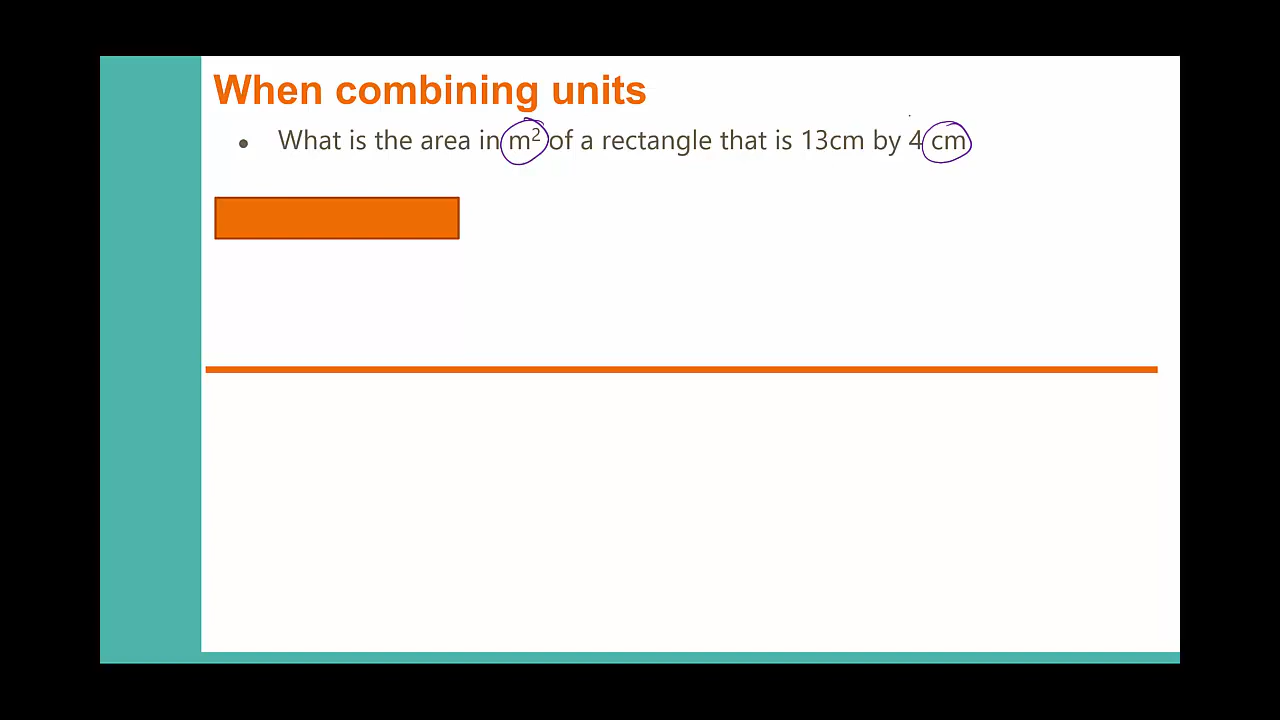 When combining units
• What is the area in m² of a rectangle that is 13cm by 4 cm